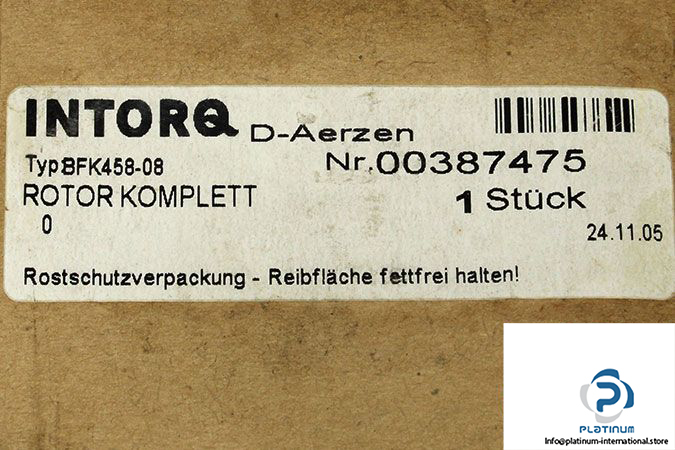 INTORQ D-Aerzen
Typ:BFK458-08 Nr.00387475
ROTOR KOMPLETT 1 Stück
0
24.11.05
Rostschutzverpackung - Reibfläche fettfrei halten!
PLATINUM
Info@platinum-international.store